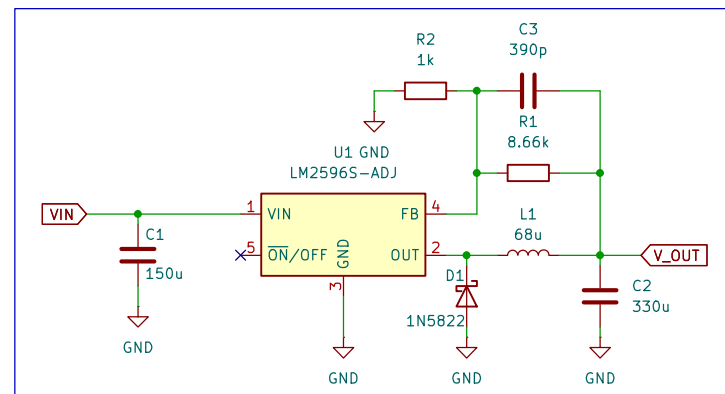 C3
390p
R2
1k
R1
8.66k
GND
U1
LM2596S-ADJ
1
VIN
FB
4
VIN
5
ON/OFF
GND
OUT
2
3
L1
68u
V_OUT
C1
150u
D1
1N5822
C2
330u
GND
GND
GND
GND